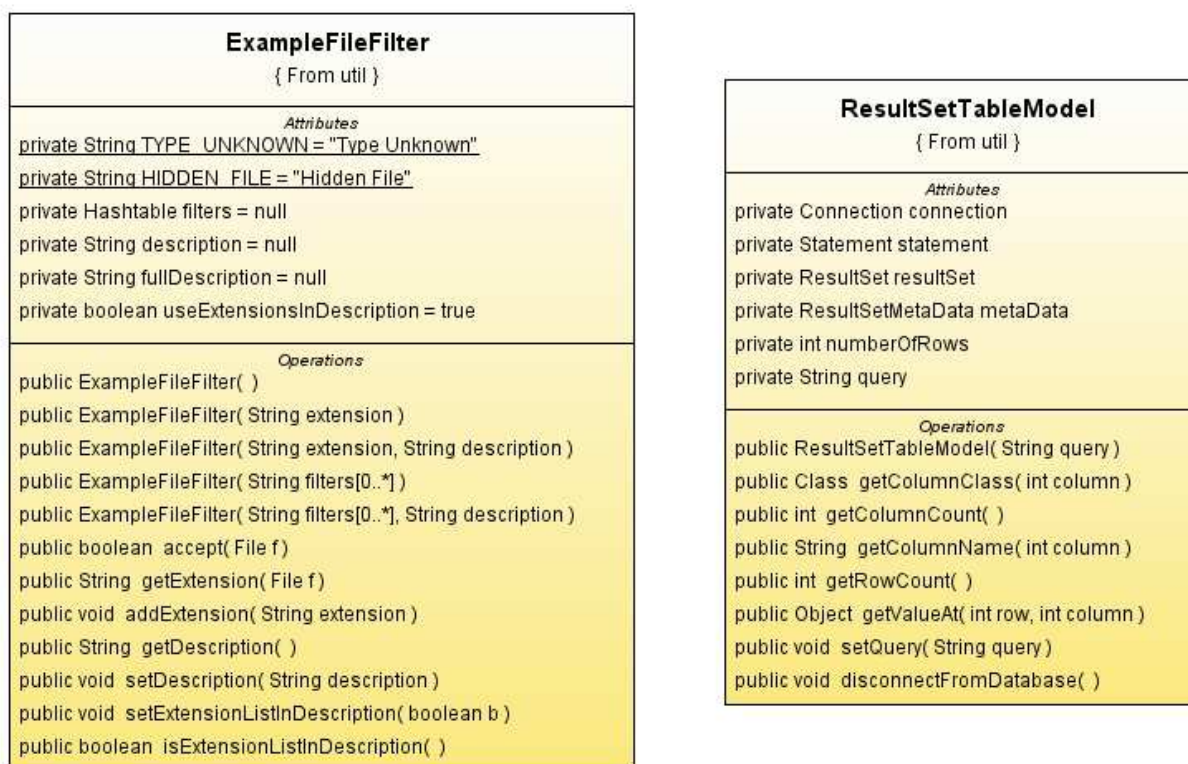 ExampleFileFilter
{ From util }
Attributes
private String TYPE_UNKNOWN = "Type Unknown"
private String HIDDEN_FILE = "Hidden File"
private Hashtable filters = null
private String description = null
private String fullDescription = null
private boolean useExtensionsInDescription = true
Operations
public ExampleFileFilter( )
public ExampleFileFilter( String extension )
public ExampleFileFilter( String extension, String description )
public ExampleFileFilter( String filters[0..*] )
public ExampleFileFilter( String filters[0..*], String description )
public boolean accept( File f )
public String getExtension( File f )
public void addExtension( String extension )
public String getDescription( )
public void setDescription( String description )
public void setExtensionListInDescription( boolean b )
public boolean isExtensionListInDescription( )
ResultSetTableModel
{ From util }
Attributes
private Connection connection
private Statement statement
private ResultSet resultSet
private ResultSetMetaData metaData
private int numberOfRows
private String query
Operations
public ResultSetTableModel( String query )
public Class getColumnClass( int column )
public int getColumnCount( )
public String getColumnName( int column )
public int getRowCount( )
public Object getValueAt( int row, int column )
public void setQuery( String query )
public void disconnectFromDatabase( )